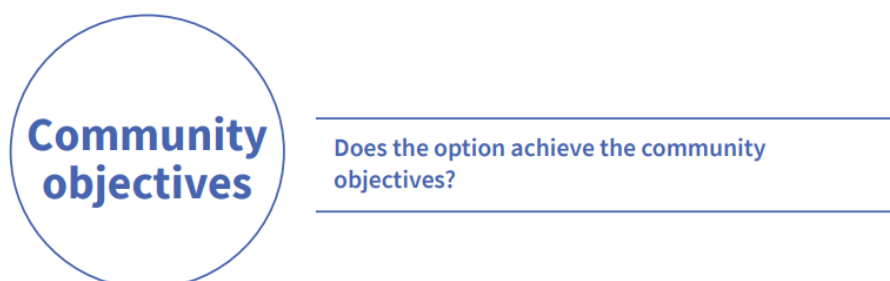 Community
objectives
Does the option achieve the community
objectives?